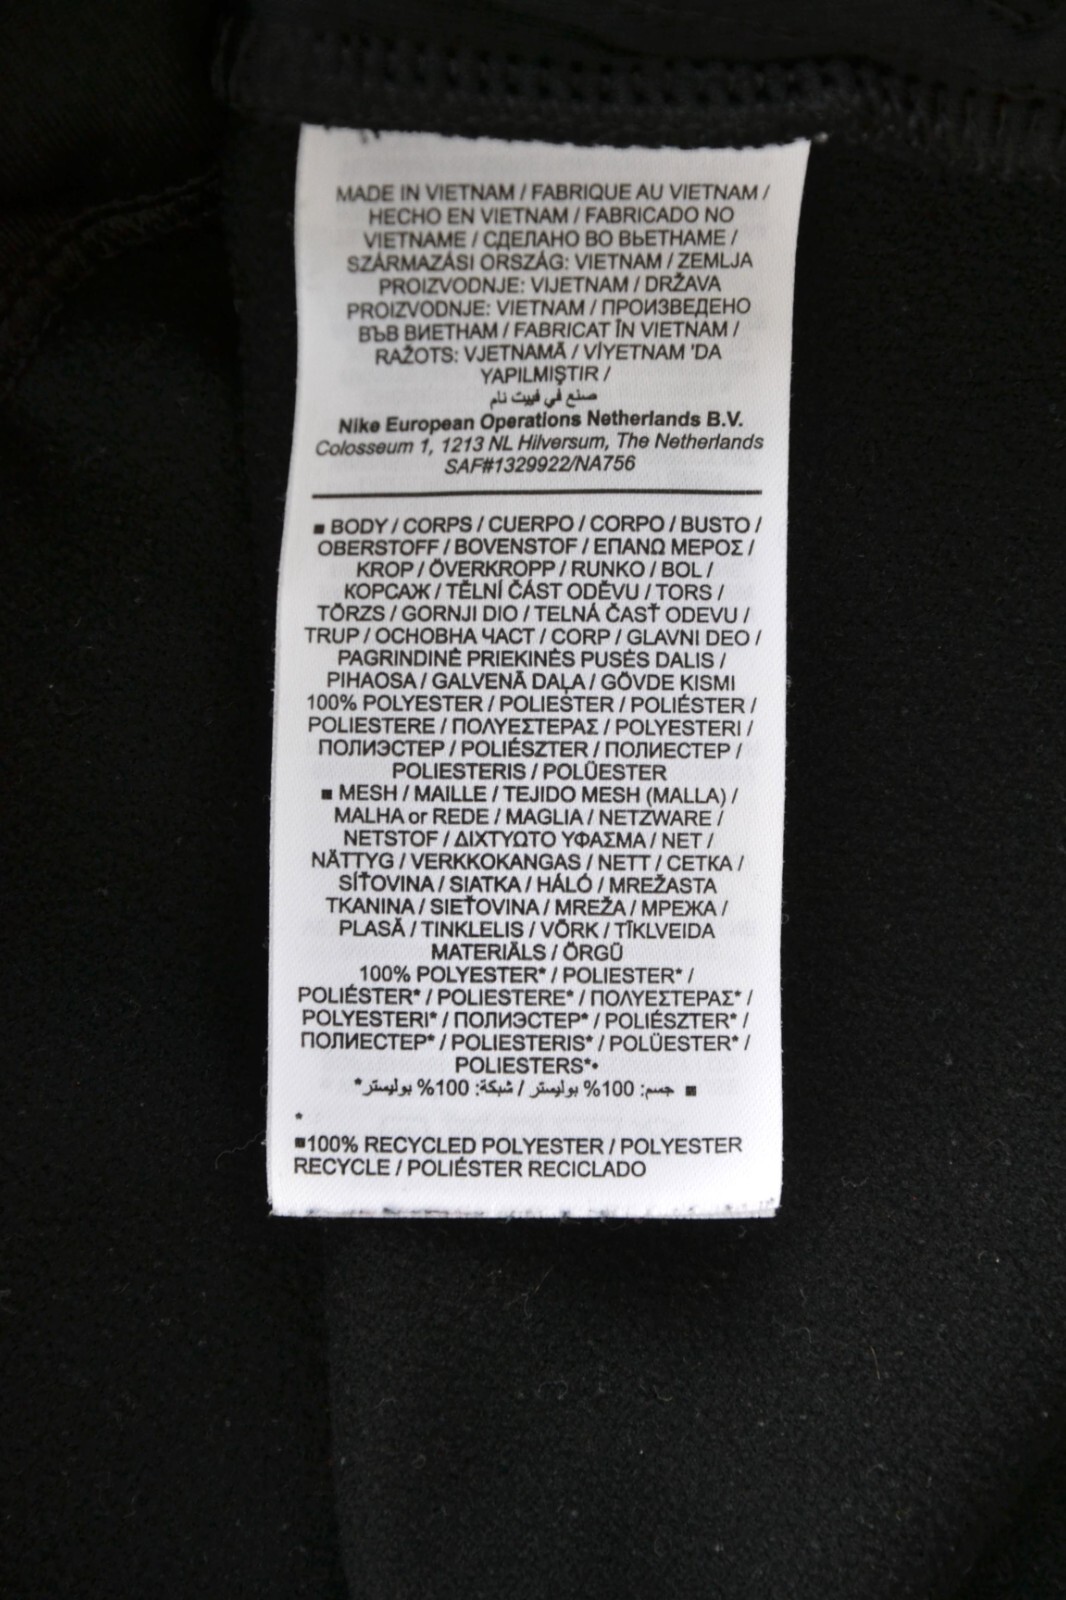 MADE IN VIETNAM / FABRIQUE AU VIETNAM /
HECHO EN VIETNAM / FABRICADO NO
VIETNAME / СДЕЛАНО ВО ВЬЕТНАМЕ /
SZÁRMAZÁSI ORSZÁG: VIETNAM / ZEMLJA
PROIZVODNJE: VIJETNAM / DRŽAVA
PROIZVODNJE: VIETNAM / ПРОИЗВЕДЕНО
ВЪВ ВИЕТНАМ / FABRICAT ÎN VIETNAM /
RAŽOTS: VJETNAMĀ / VİYETNAM 'DA
YAPILMIŞTIR /
صنع في فييت نام
Nike European Operations Netherlands B.V.
Colosseum 1, 1213 NL Hilversum, The Netherlands
SAF#1329922/NA756
■ BODY / CORPS / CUERPO / CORPO / BUSTO /
OBERSTOFF / BOVENSTOF / ΕΠΑΝΩ ΜΕΡΟΣ /
KROP / ÖVERKROPP / RUNKO / BOL /
КОРСАЖ / TĚLNÍ ČÁST ODĚVU / TORS /
TÖRZS / GORNJI DIO / TELNÁ ČASŤ ODEVU /
TRUP / ОСНОВНА ЧАСТ / CORP / GLAVNI DEO /
PAGRINDINĖ PRIEKINĖS PUSĖS DALIS /
PIHAOSA / GALVENĀ DAĻA / GÖVDE KISMI
100% POLYESTER / POLIESTER / POLIÉSTER /
POLIESTERE / ΠΟΛΥΕΣΤΕΡΑΣ / POLYESTERI /
ПОЛИЭСТЕР / POLIÉSZTER / ПОЛИЕСТЕР /
POLIESTERIS / POLÜESTER
■ MESH / MAILLE / TEJIDO MESH (MALLA) /
MALHA or REDE / MAGLIA / NETZWARE /
NETSTOF / ΔΙΧΤΥΩΤΟ ΥΦΑΣΜΑ / NET /
NÄTTYG / VERKKOKANGAS / NETT / СЕТКА /
SÍŤOVINA / SIATKA / HÁLÓ / MREŽASTA
TKANINA / SIEŤOVINA / MREŽA / МРЕЖА /
PLASĂ / TINKLELIS / VÕRK / TĪKLVEIDA
MATERIĀLS / ÖRGÜ
100% POLYESTER* / POLIESTER* /
POLIÉSTER* / POLIESTERE* / ΠΟΛΥΕΣΤΕΡΑΣ* /
POLYESTERI* / ПОЛИЭСТЕР* / POLIÉSZTER* /
ПОЛИЕСТЕР* / POLIESTERIS* / POLÜESTER* /
POLIESTERS*•
■ جسم: 100% بوليستر / شبكة: 100% بوليستر*
*
■100% RECYCLED POLYESTER / POLYESTER
RECYCLE / POLIÉSTER RECICLADO